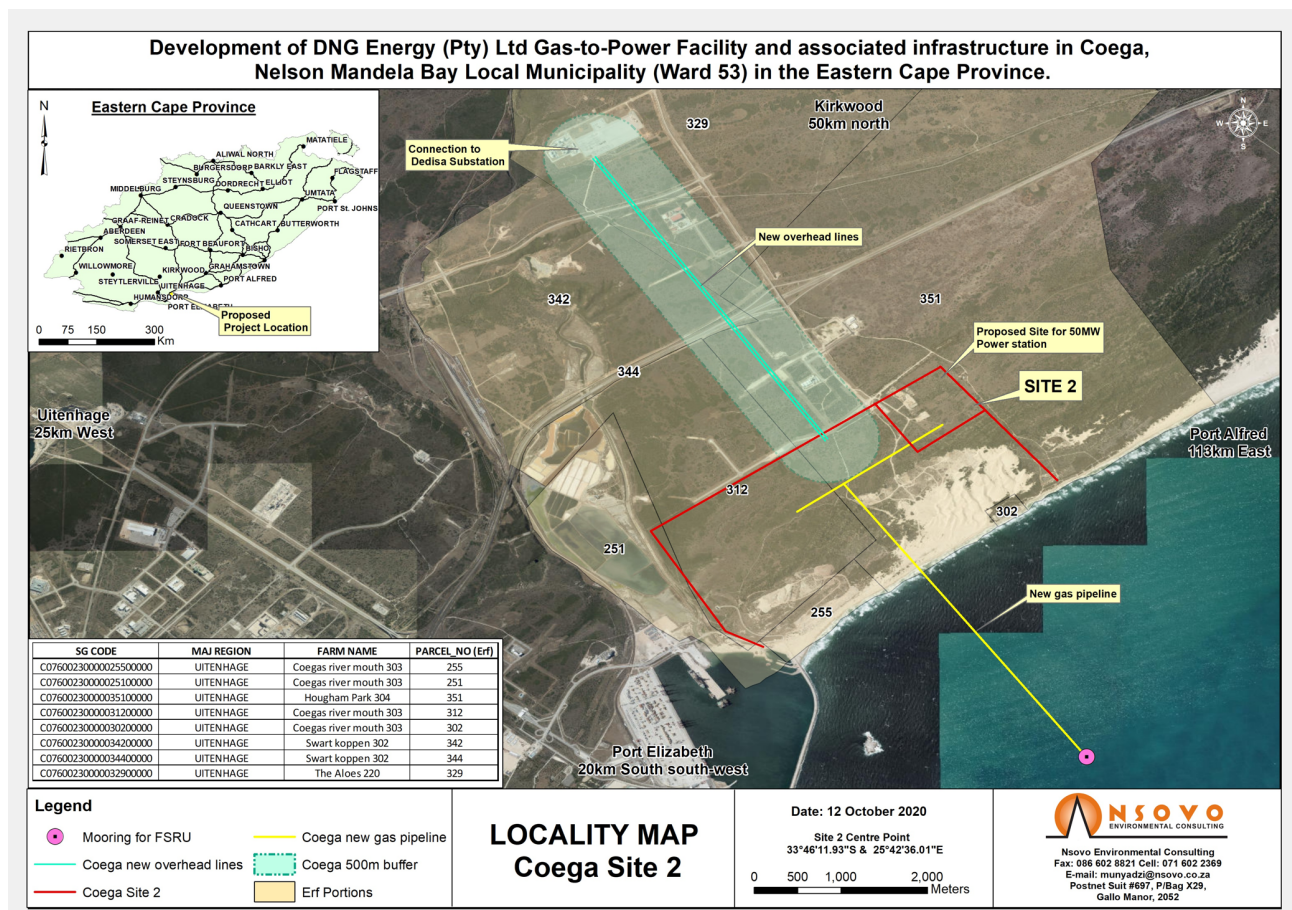 Development of DNG Energy (Pty) Ltd Gas-to-Power Facility and associated infrastructure in Coega,
Nelson Mandela Bay Local Municipality (Ward 53) in the Eastern Cape Province.
N
Eastern Cape Province
MATATIELE
ALIWAL NORTH
BURGERSDORP
BARKLY EAST
FLAGSTAFF
STEYNSBURG
DORDRECHT
ELLIOT
MIDDELBURG
UMTATA
QUEENSTOWN
PORT St. JOHNS
GRAAF-REINET
CRADOCK
CATHCART
BUTTERWORTH
ABERDEEN
SOMERSET EAST
FORT BEAUFORT
BISHO
RIETBRON
WILLOWMORE
KIRKWOOD
GRAHAMSTOWN
STEYTLERVILLE
UITENHAGE
PORT ALFRED
HUMANSDORP
Proposed
Project Location
0 75 150 300
Km
Kirkwood
50km north
N
W E
S
329
Connection to
Dedisa Substation
New overhead lines
342
351
Proposed Site for 50MW
Power station
344
SITE 2
Uitenhage
25km West
Port Alfred
113km East
312
302
251
New gas pipeline
255
Port Elizabeth
20km South south-west
SG CODE MAJ REGION FARM NAME PARCEL_NO (Erf)
C07600230000025500000 UITENHAGE Coegas river mouth 303 255
C07600230000025100000 UITENHAGE Coegas river mouth 303 251
C07600230000035100000 UITENHAGE Hougham Park 304 351
C07600230000031200000 UITENHAGE Coegas river mouth 303 312
C07600230000030200000 UITENHAGE Coegas river mouth 303 302
C07600230000034200000 UITENHAGE Swart koppen 302 342
C07600230000034400000 UITENHAGE Swart koppen 302 344
C07600230000032900000 UITENHAGE The Aloes 220 329
Legend
Mooring for FSRU
Coega new overhead lines
Coega Site 2
Coega new gas pipeline
Coega 500m buffer
Erf Portions
LOCALITY MAP
Coega Site 2
Date: 12 October 2020
Site 2 Centre Point
33°46'11.93"S & 25°42'36.01"E
0 500 1,000 2,000
Meters
NSOVO
ENVIRONMENTAL CONSULTING
Nsovo Environmental Consulting
Fax: 086 602 8821 Cell: 071 602 2369
E-mail: munyadzi@nsovo.co.za
Postnet Suit #697, P/Bag X29,
Gallo Manor, 2052